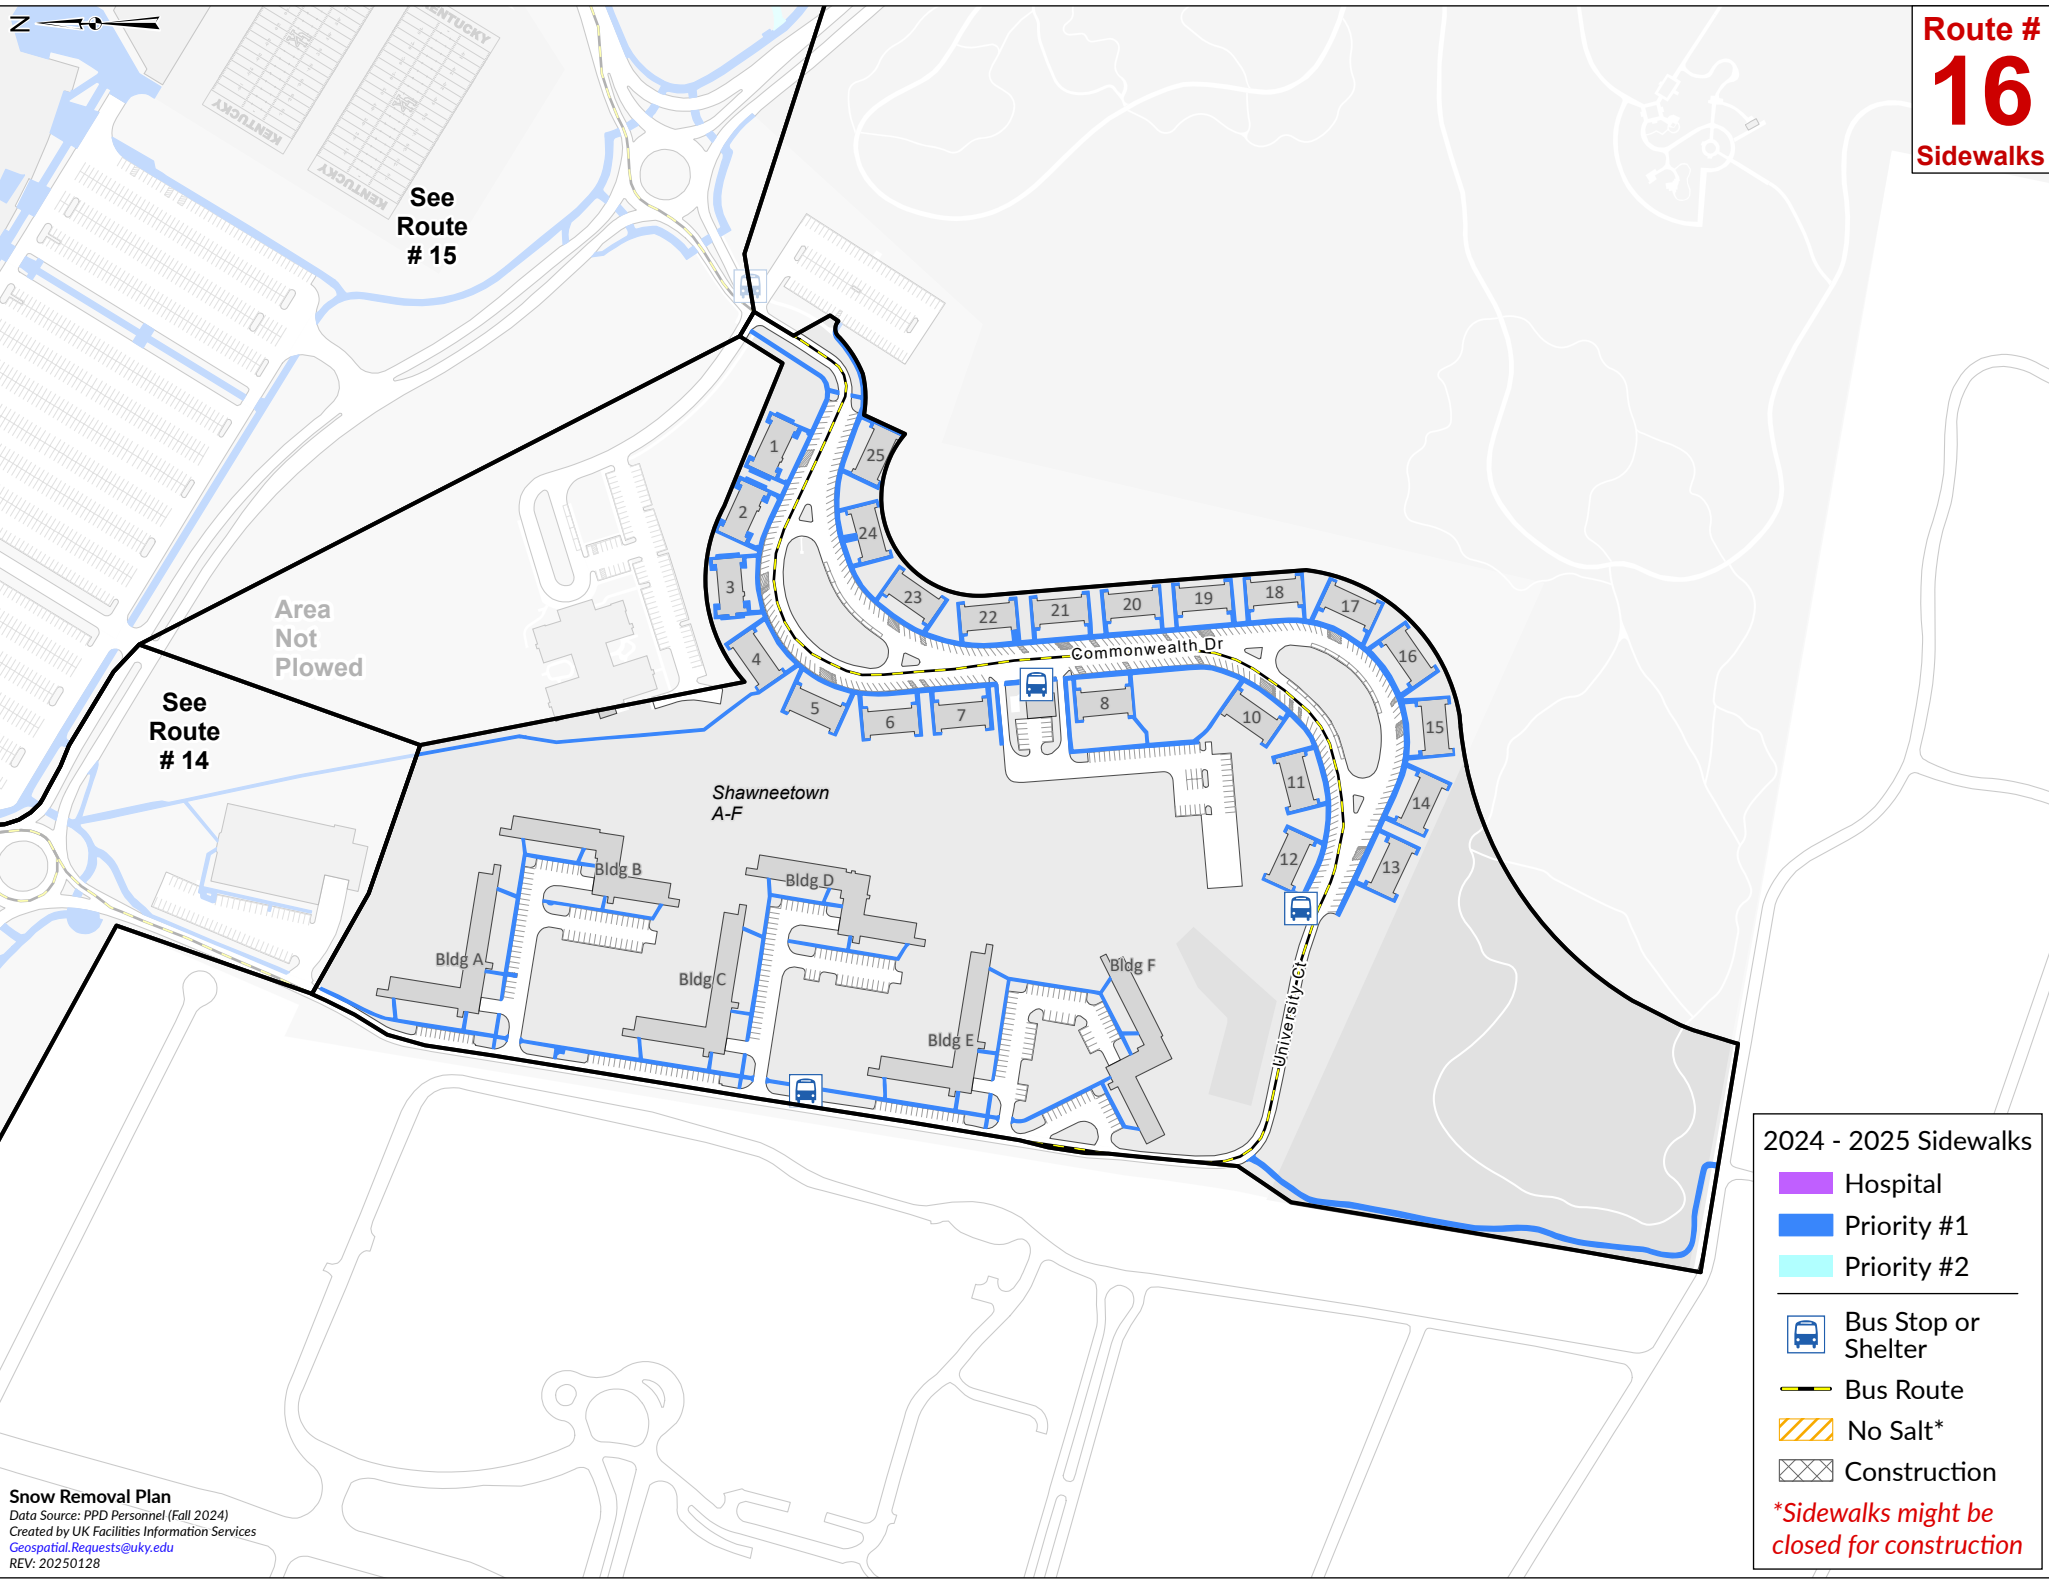 N
KENTUCKY
KENTUCKY
KENTUCKY
KENTUCKY
Route #
16
Sidewalks
See
Route
# 15
Area
Not
Plowed
See
Route
# 14
1
2
3
4
5
6
7
8
10
11
12
13
14
15
16
17
18
19
20
21
22
23
24
25
Commonwealth Dr
University Ct
Shawneetown
A-F
Bldg A
Bldg B
Bldg C
Bldg D
Bldg E
Bldg F
2024 - 2025 Sidewalks
Hospital
Priority #1
Priority #2
Bus Stop or
Shelter
Bus Route
No Salt*
Construction
*Sidewalks might be
closed for construction
Snow Removal Plan
Data Source: PPD Personnel (Fall 2024)
Created by UK Facilities Information Services
Geospatial.Requests@uky.edu
REV: 20250128